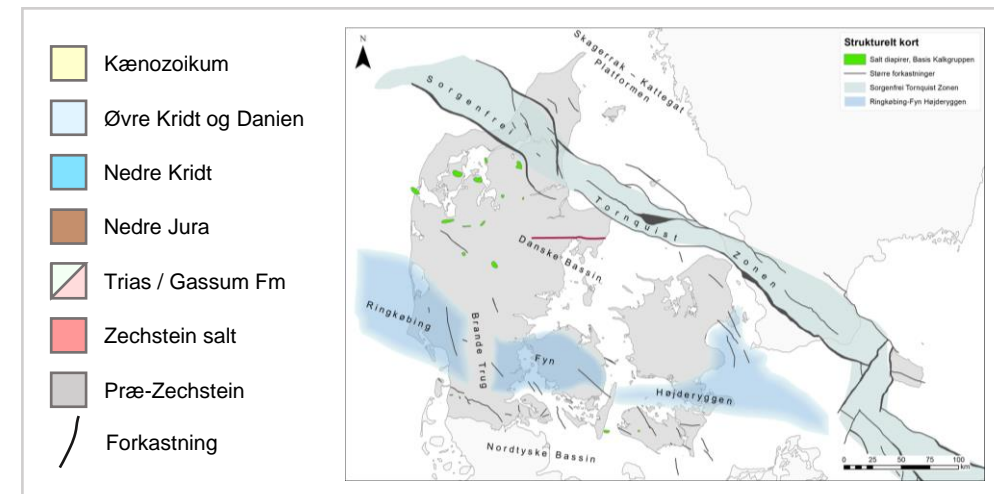 Kænozoikum
Øvre Kridt og Danien
Nedre Kridt
Nedre Jura
Trias / Gassum Fm
Zechstein salt
Præ-Zechstein
Forkastning
N
Skagerrak – Kattegat
Platformen
Strukturelt kort
Salt diapirer, Basis Kalkgruppen
Større forkastninger
Sorgenfrei Tornquist Zonen
Ringkøbing-Fyn Højderyggen
Sorgenfrei
Tornquist
Zonen
Danske Bassin
Ringkøbing
Brande Trug
Fyn
Højderyggen
Nordtyske Bassin
0 25 50 75 100
km